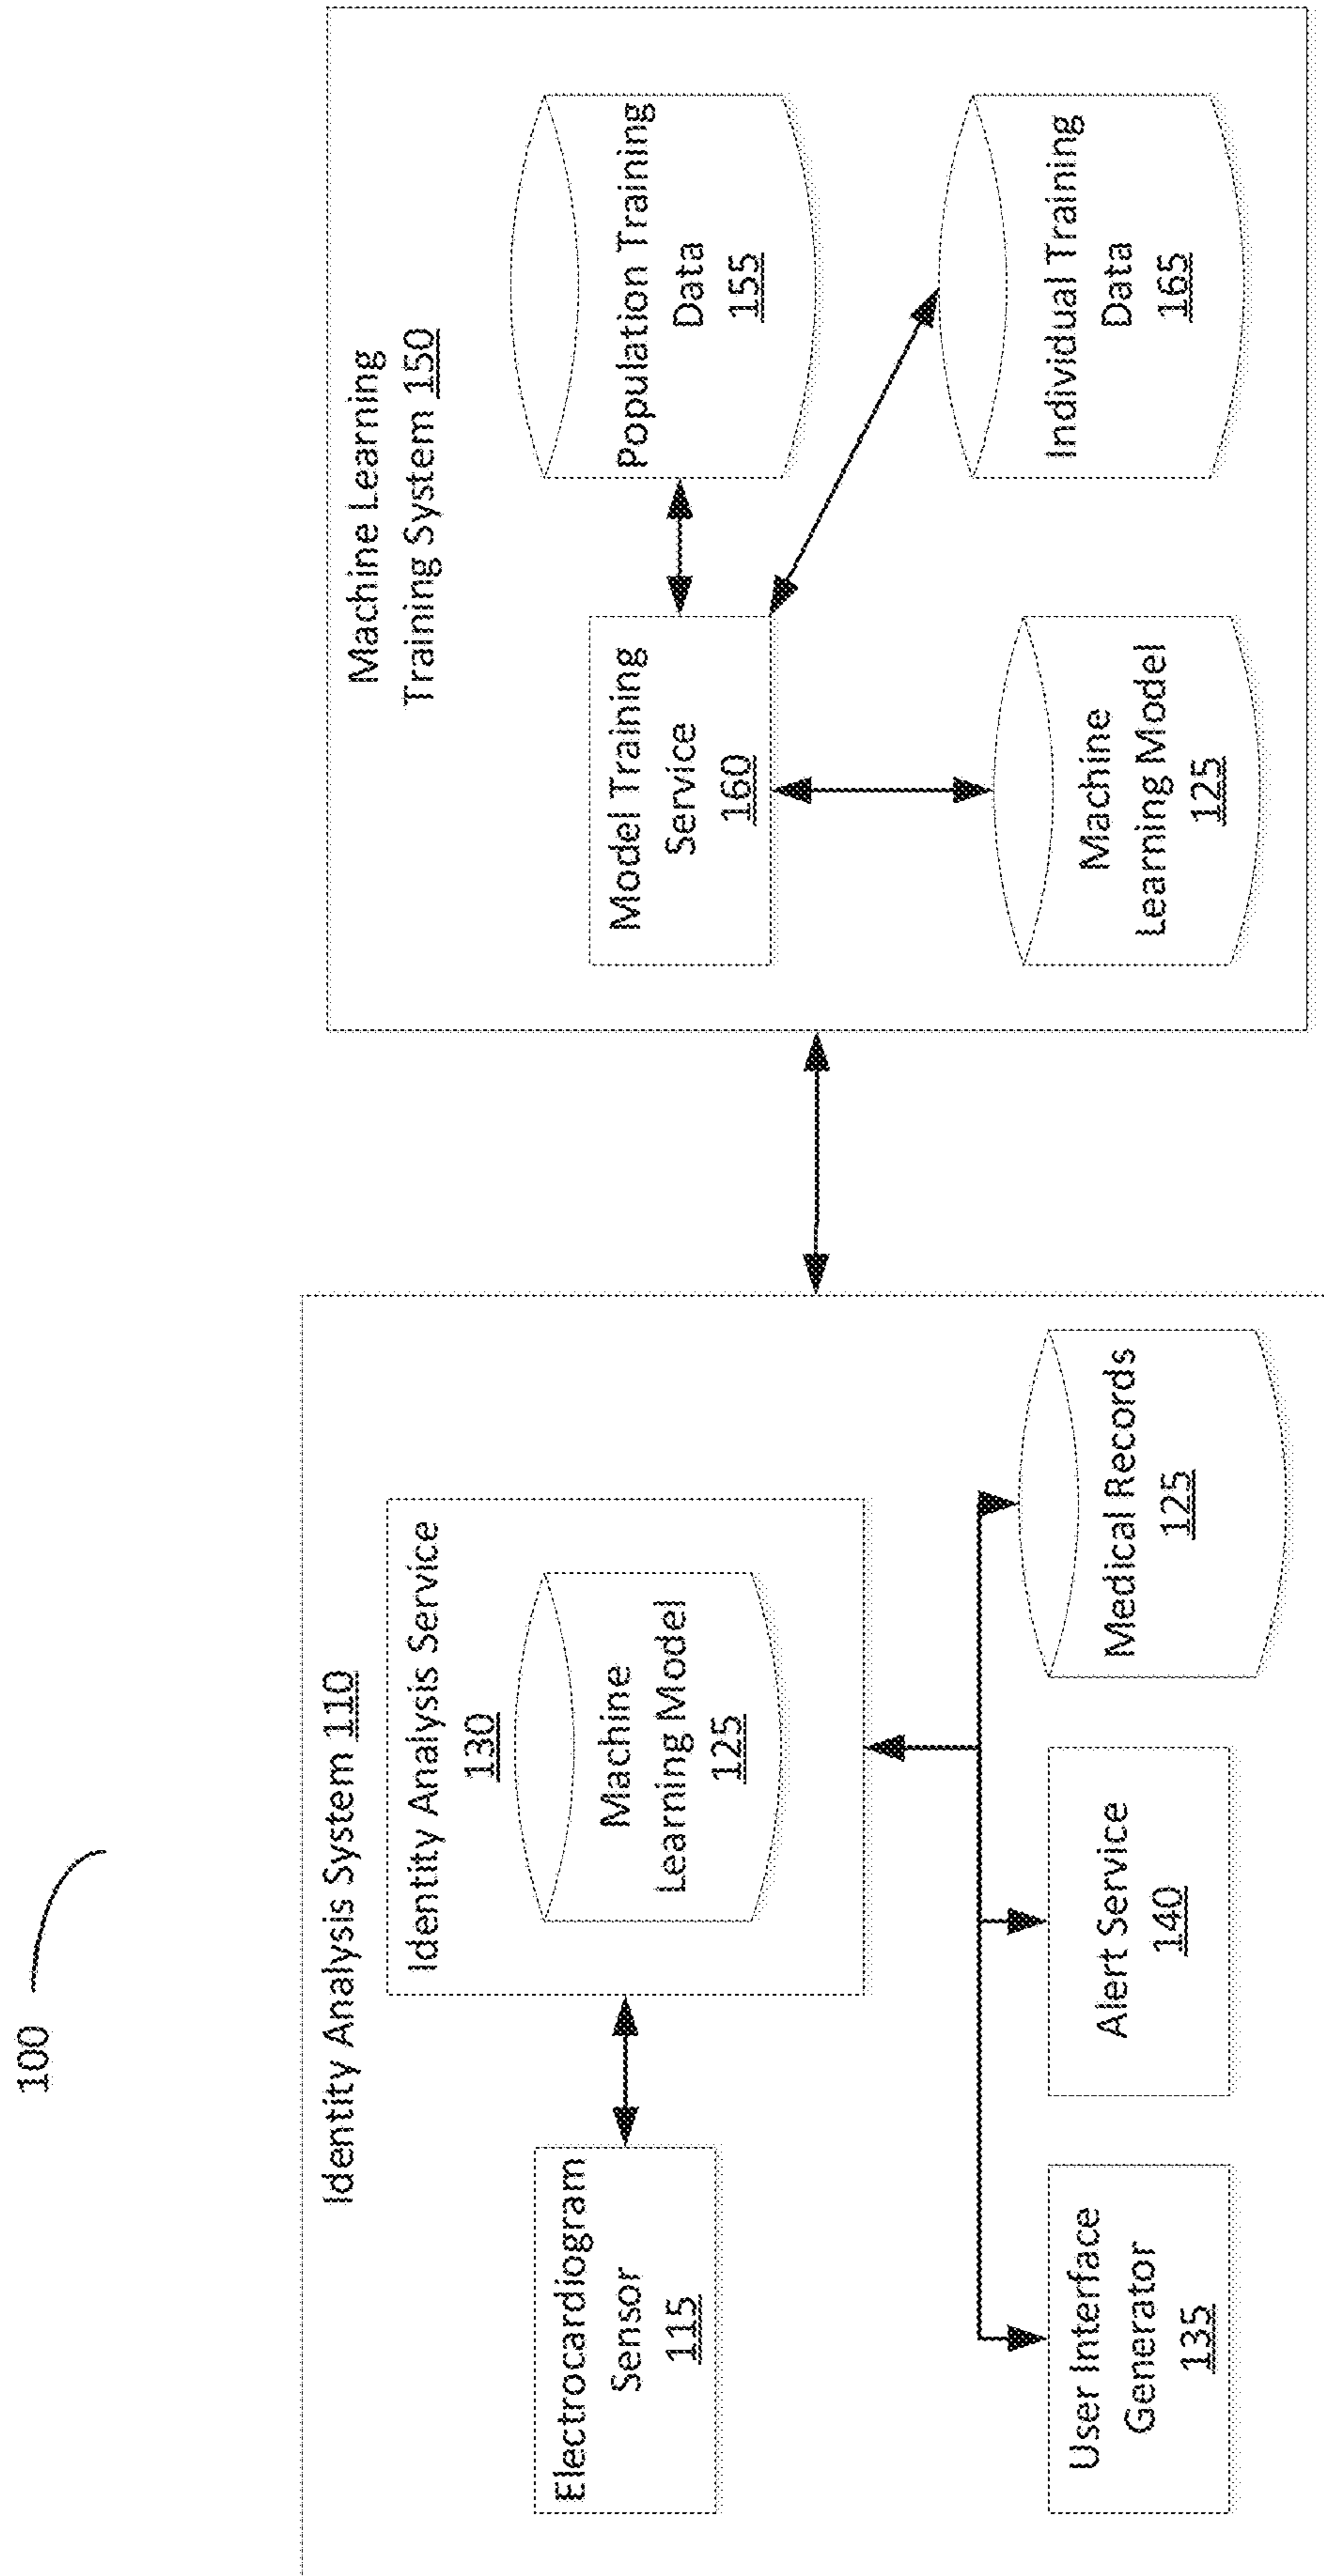 100
Identity Analysis System 110
Electrocardiogram
Sensor
115
Identity Analysis Service
130
Machine
Learning Model
125
User Interface
Generator
135
Alert Service
140
Medical Records
125
Machine Learning
Training System 150
Model Training
Service
160
Population Training
Data
155
Machine
Learning Model
125
Individual Training
Data
165